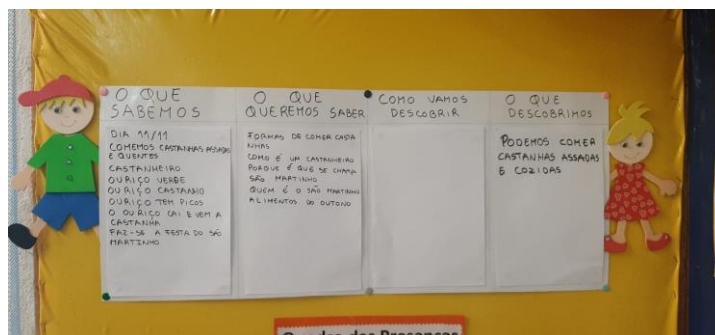 O QUE
SABEMOS
DIA 11/11
COMEMOS CASTANHAS ASSADAS
E QUENTES
CASTANHEIRO
OURIÇO VERDE
OURIÇO CASTANHO
OURIÇO TEM PICOS
O OURIÇO CAI E VEM A
CASTANHA
FAZ-SE A FESTA DO SÃO
MARTINHO
O QUE
QUEREMOS SABER
FORMAS DE COMER CASTA
NHAS
COMO É UM CASTANHEIRO
PORQUE É QUE SE CHAMA
SÃO MARTINHO
QUEM É O SÃO MARTINHO
ALIMENTOS DO OUTONO
COMO VAMOS
DESCOBRIR
O QUE
DESCOBRIMOS
PODEMOS COMER
CASTANHAS ASSADAS
E COZIDAS
Quadro das Presenças